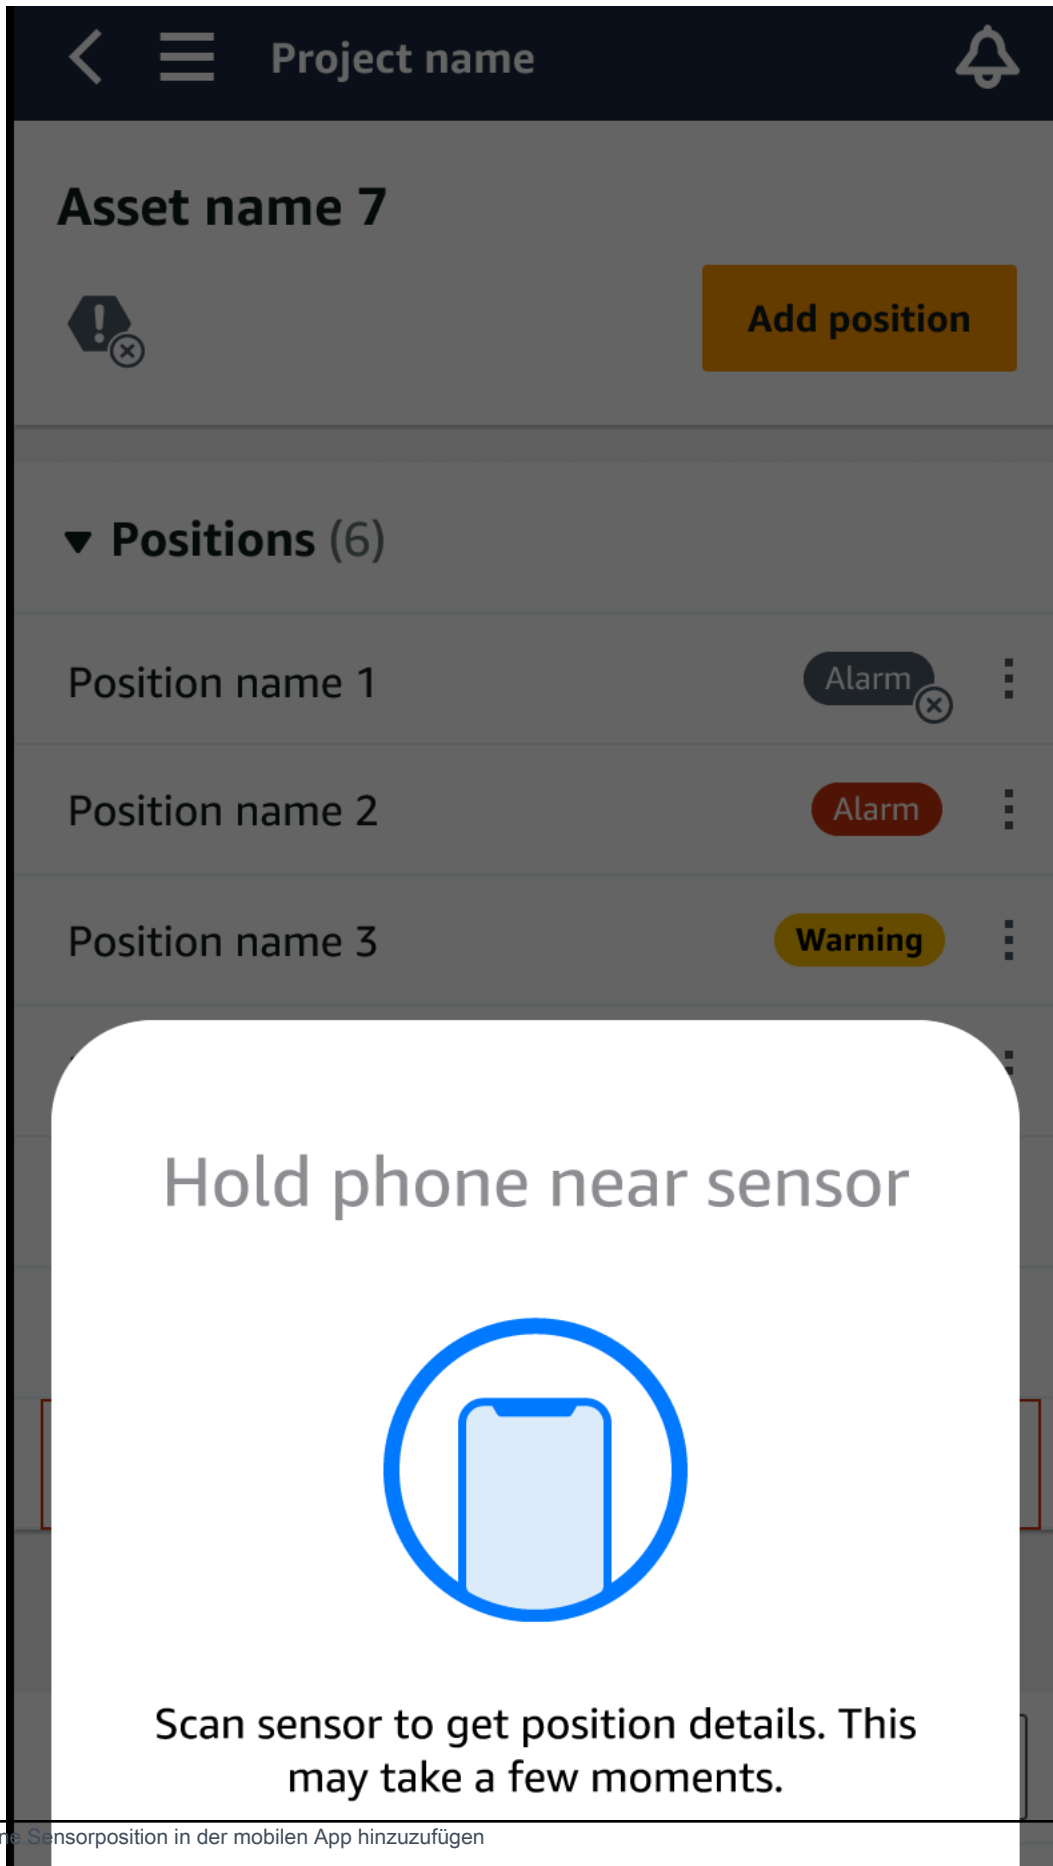 Project name
Asset name 7
Add position
Positions (6)
Position name 1
Alarm
Position name 2
Alarm
Position name 3
Warning
Hold phone near sensor
Scan sensor to get position details. This
may take a few moments.
Sensorposition in der mobilen App hinzuzufügen